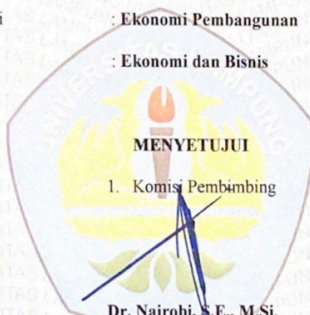 i : Ekonomi Pembangunan
: Ekonomi dan Bisnis
MENYETUJUI
1. Komisi Pembimbing
Dr. Nairobi, S.E., M.Si.